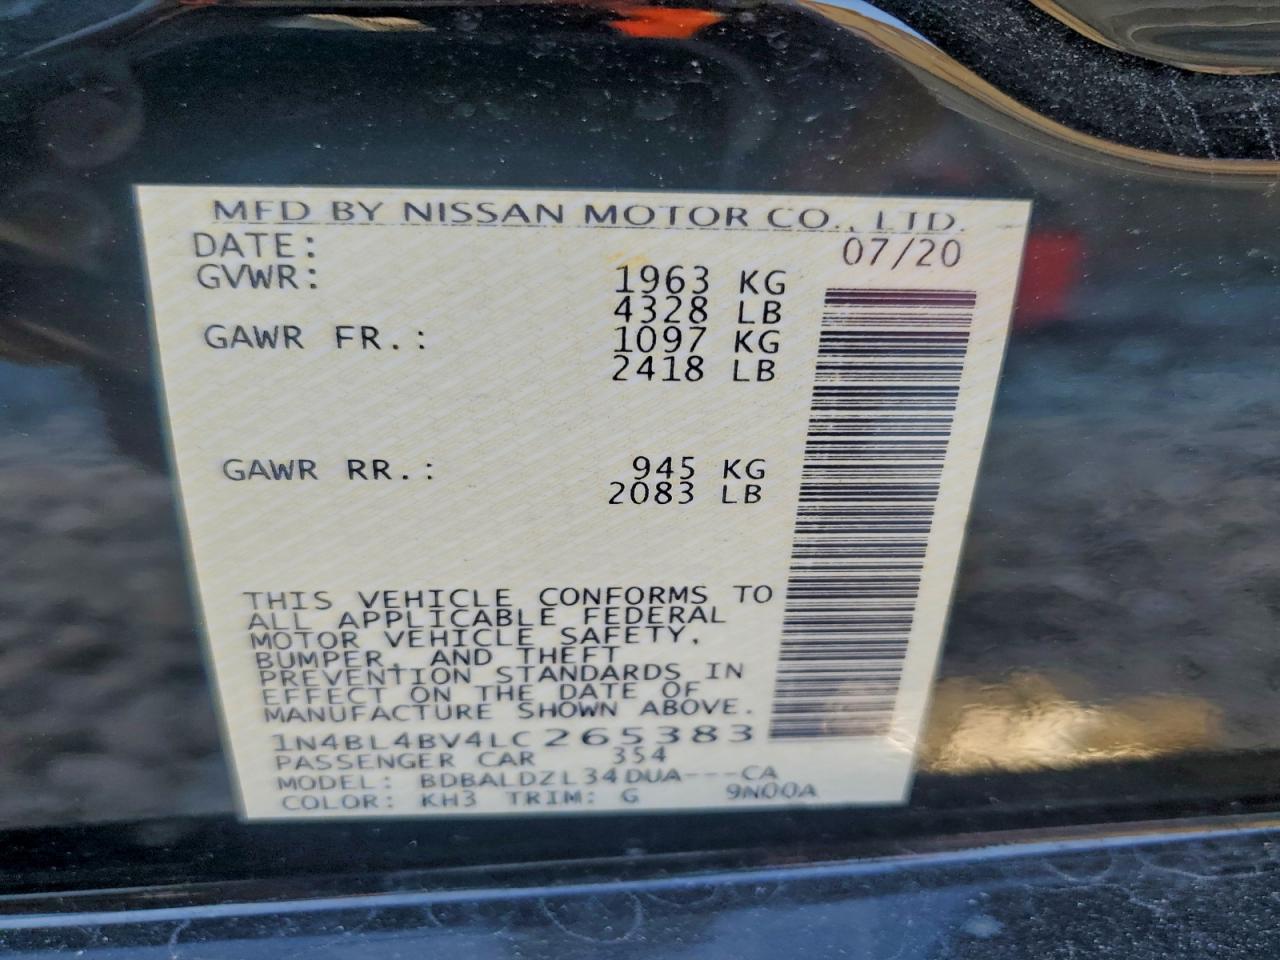 MFD BY NISSAN MOTOR CO., LTD.
DATE: 07/20
GVWR: 1963 KG
4328 LB
GAWR FR.: 1097 KG
2418 LB
GAWR RR.: 945 KG
2083 LB
THIS VEHICLE CONFORMS TO
ALL APPLICABLE FEDERAL
MOTOR VEHICLE SAFETY,
BUMPER, AND THEFT
PREVENTION STANDARDS IN
EFFECT ON THE DATE OF
MANUFACTURE SHOWN ABOVE.
1N4BL4BV4LC265383
PASSENGER CAR 354
MODEL: BDBALDZL34DUA---CA
COLOR: KH3 TRIM: G 9N00A